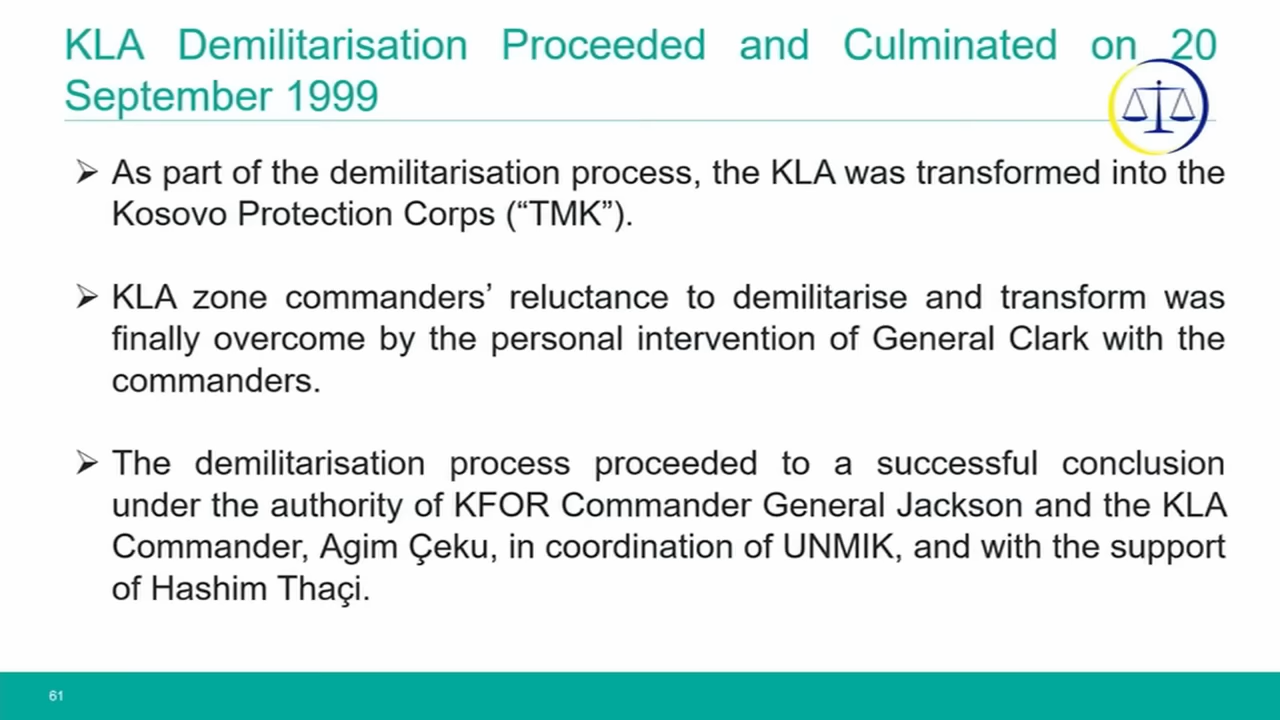 KLA Demilitarisation Proceeded and Culminated on 20
September 1999
➢ As part of the demilitarisation process, the KLA was transformed into the
Kosovo Protection Corps (“TMK”).
➢ KLA zone commanders’ reluctance to demilitarise and transform was
finally overcome by the personal intervention of General Clark with the
commanders.
➢ The demilitarisation process proceeded to a successful conclusion
under the authority of KFOR Commander General Jackson and the KLA
Commander, Agim Çeku, in coordination of UNMIK, and with the support
of Hashim Thaçi.
61